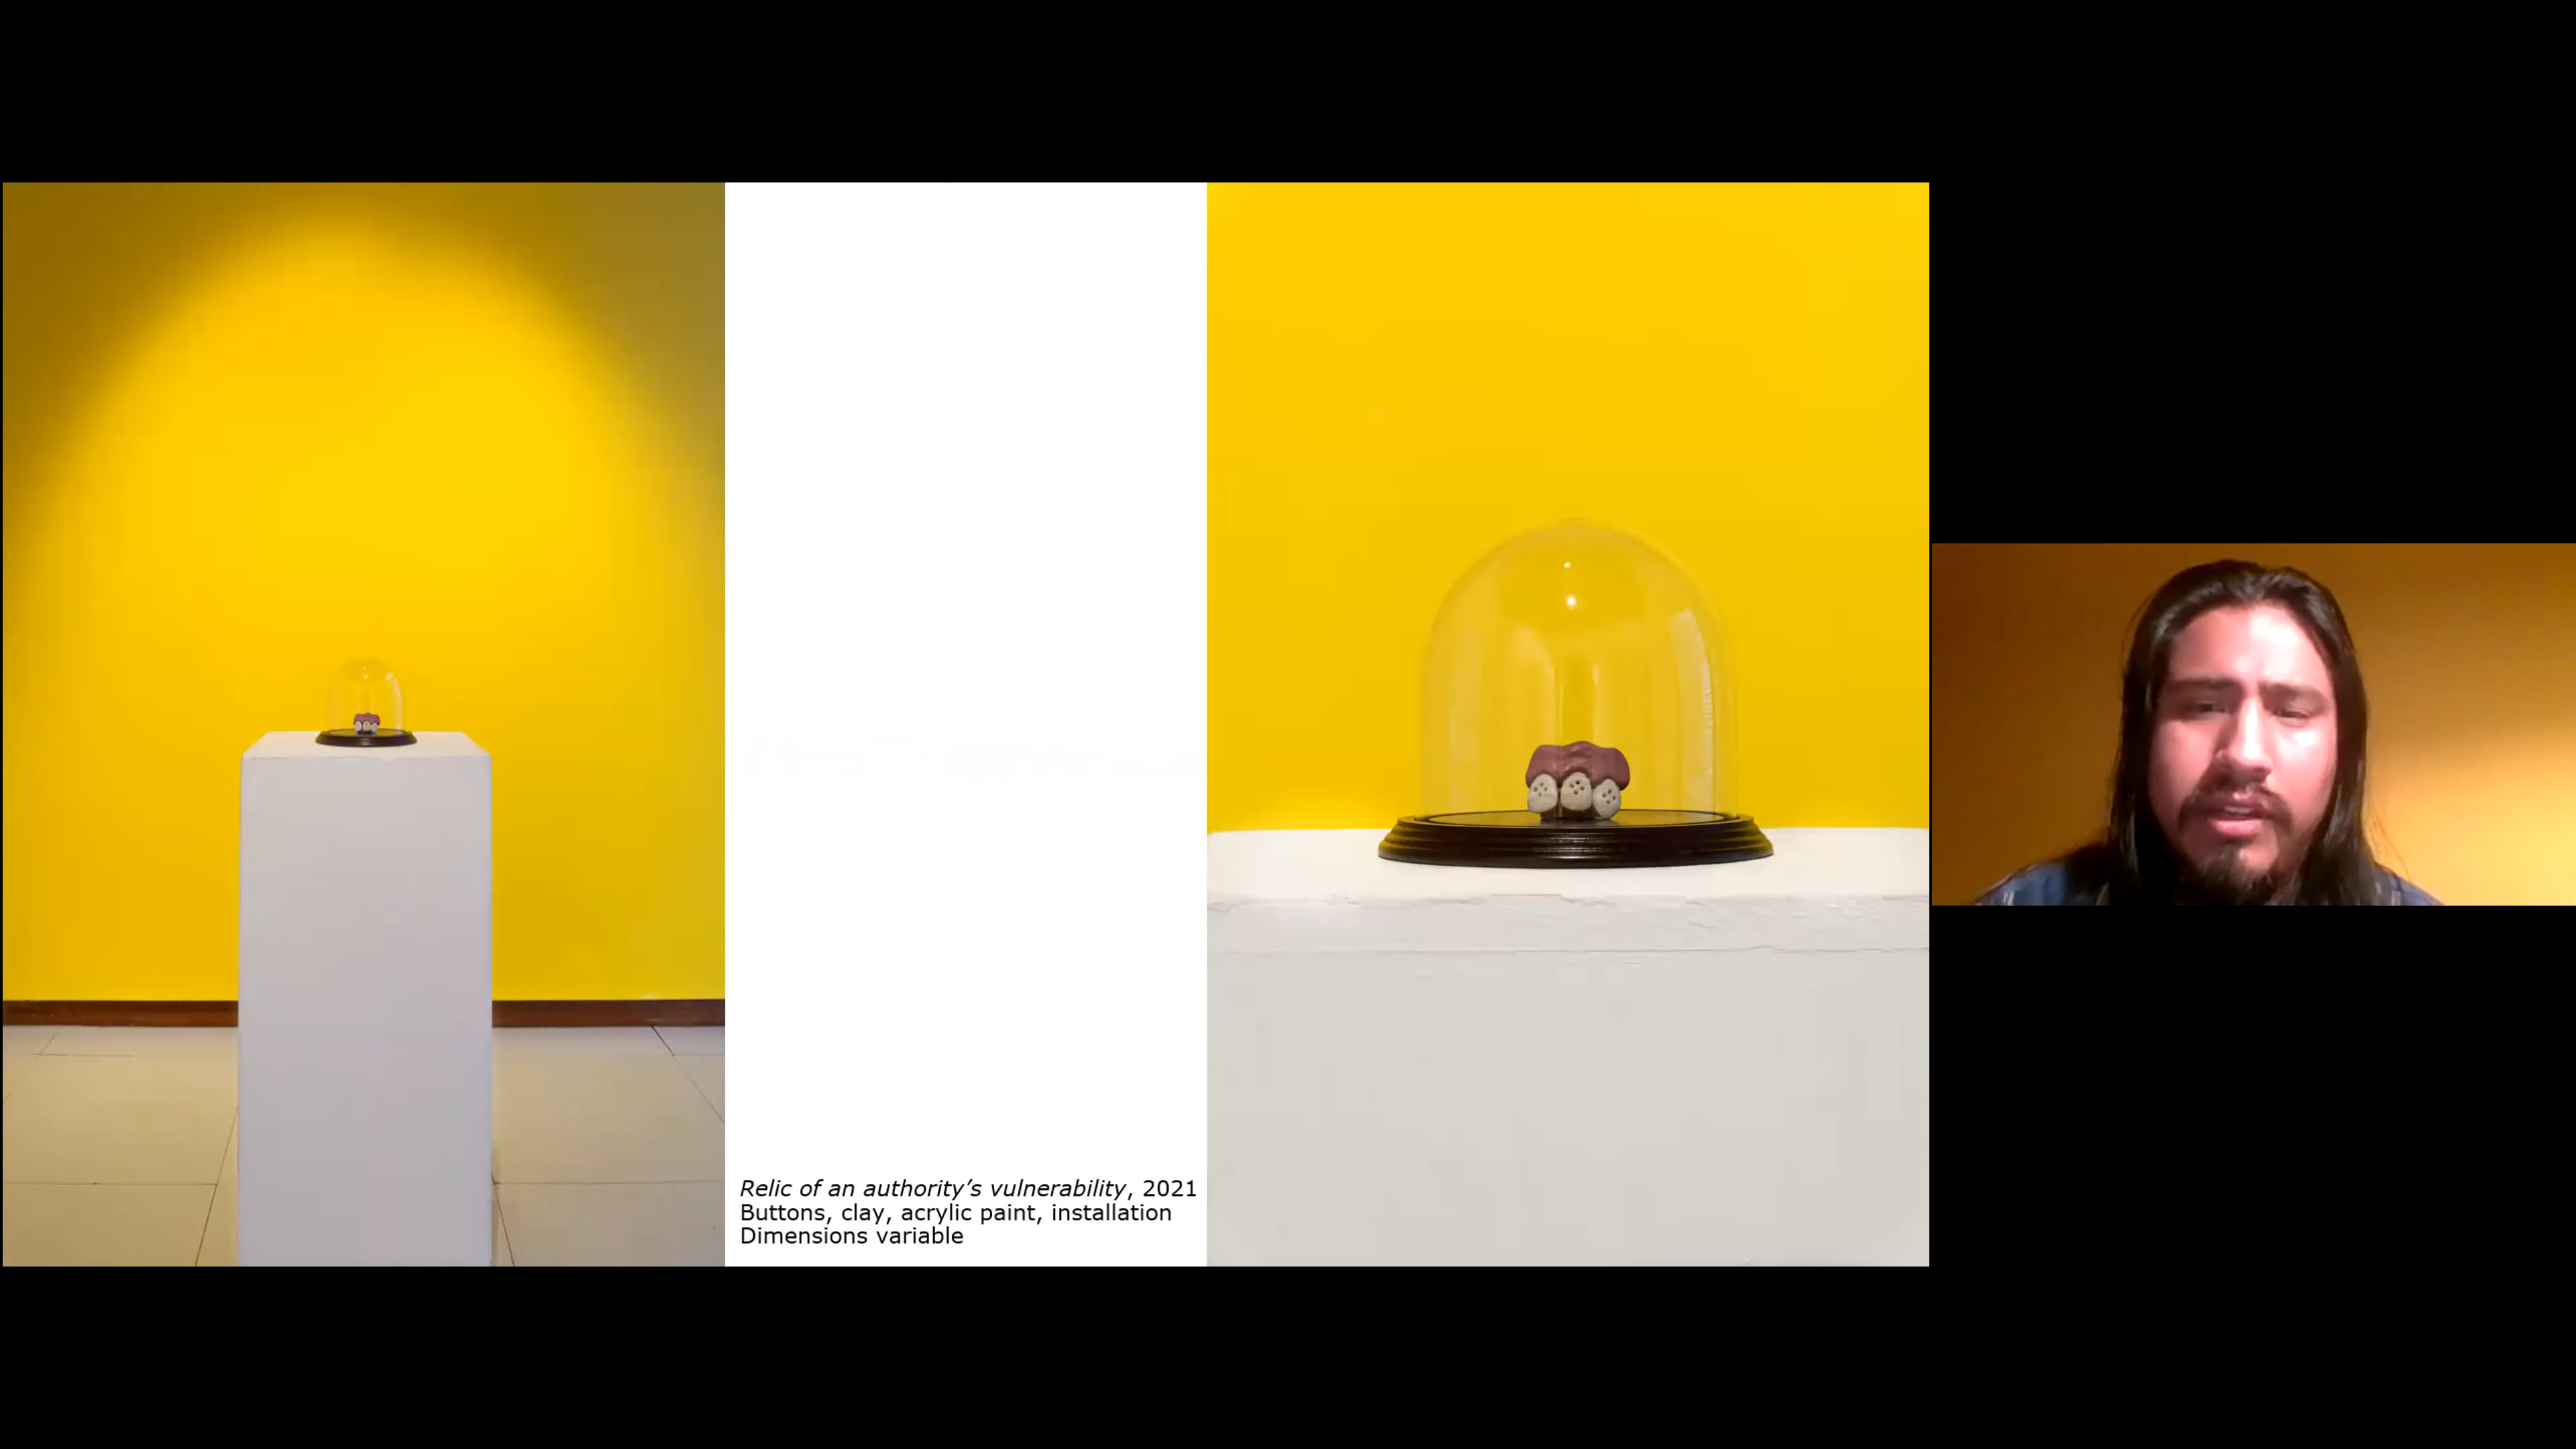 Relic of an authority’s vulnerability, 2021
Buttons, clay, acrylic paint, installation
Dimensions variable